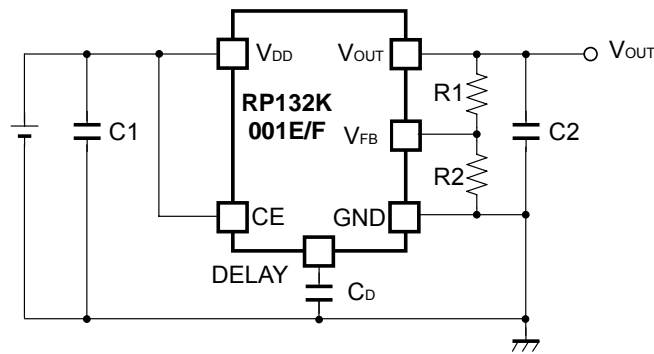 VDD
VOUT
VOUT
RP132K
001E/F
R1
C1
VFB
C2
R2
CE
GND
DELAY
CD